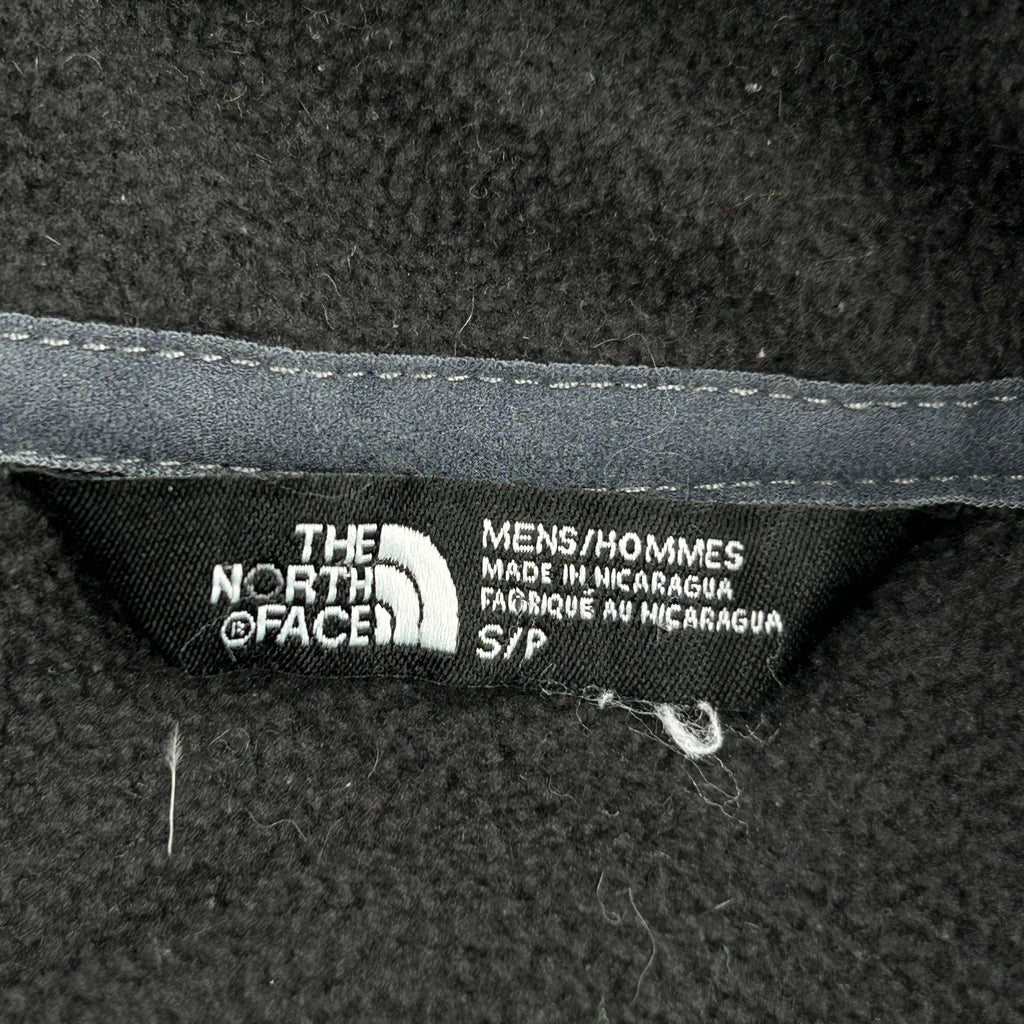 THE
NORTH
®FACE
MENS/HOMMES
MADE IN NICARAGUA
FABRIQUÉ AU NICARAGUA
S/P